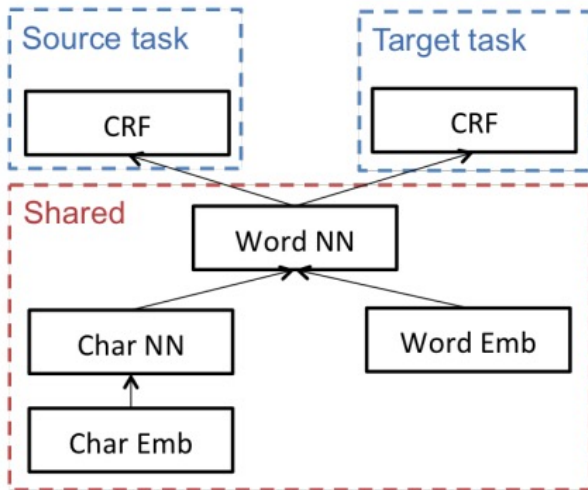 Source task
Target task
CRF
CRF
Shared
Word NN
Char NN
Word Emb
Char Emb